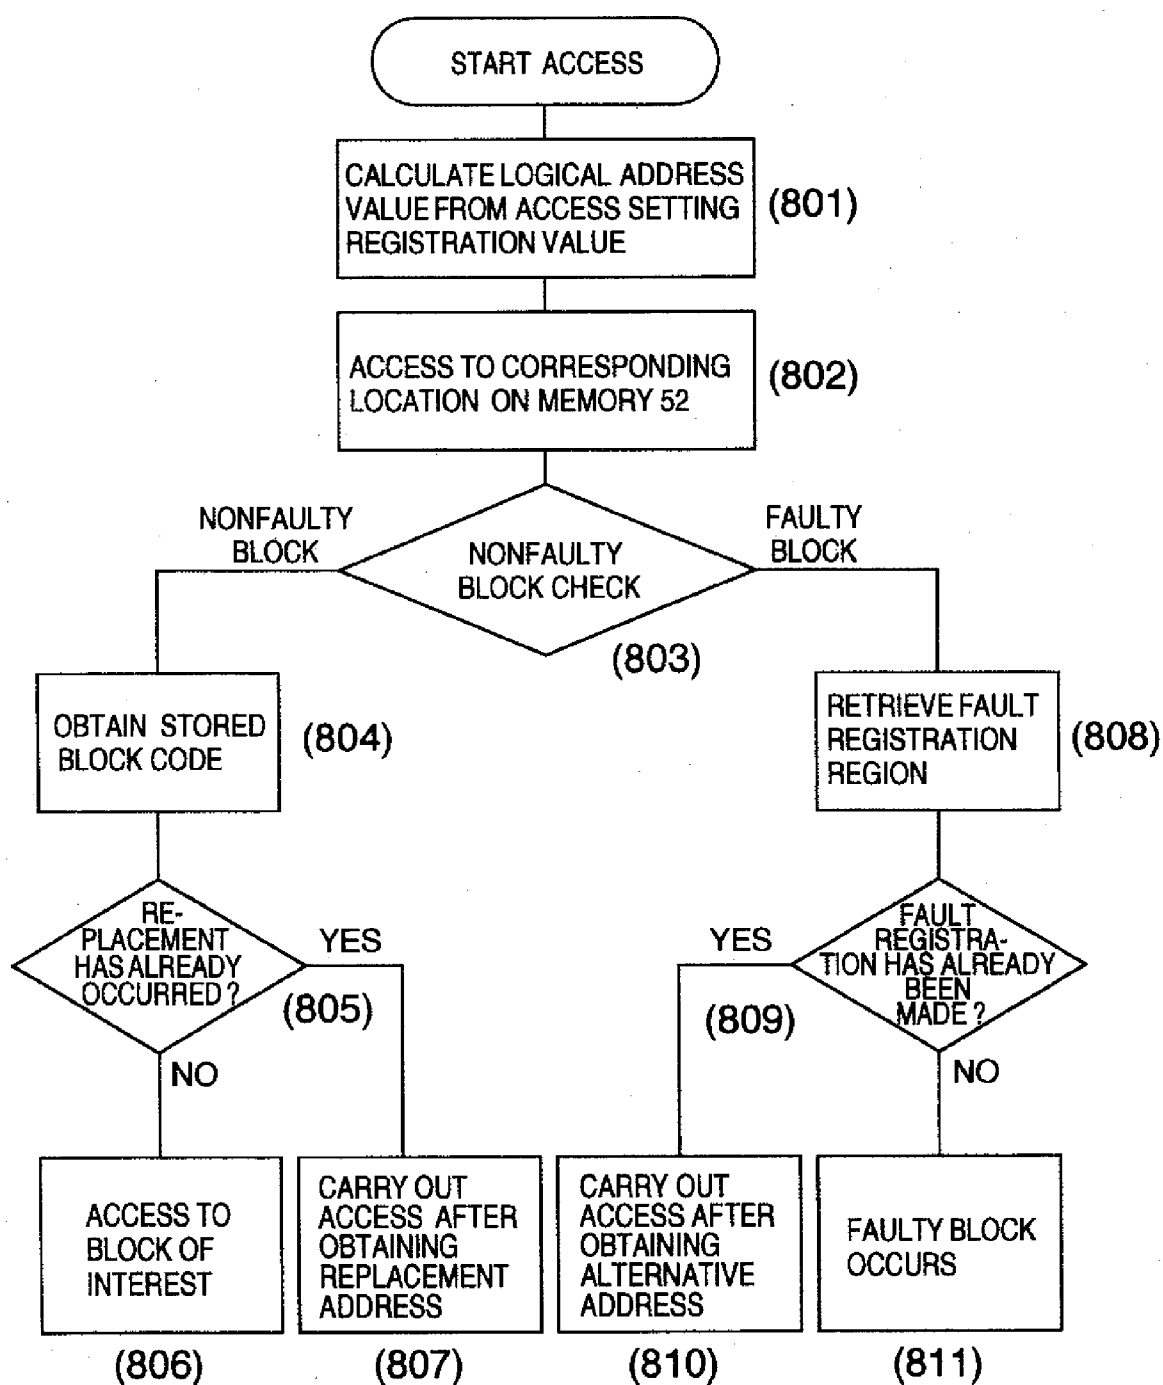 START ACCESS
CALCULATE LOGICAL ADDRESS
VALUE FROM ACCESS SETTING
REGISTRATION VALUE
(801)
ACCESS TO CORRESPONDING
LOCATION ON MEMORY 52
(802)
NONFAULTY
BLOCK
NONFAULTY
BLOCK CHECK
FAULTY
BLOCK
(803)
OBTAIN STORED
BLOCK CODE
(804)
RETRIEVE FAULT
REGISTRATION
REGION
(808)
RE-
PLACEMENT
HAS ALREADY
OCCURRED ?
YES
(805)
NO
YES
(809)
FAULT
REGISTRA-
TION HAS ALREADY
BEEN
MADE ?
NO
ACCESS TO
BLOCK OF
INTEREST
CARRY OUT
ACCESS AFTER
OBTAINING
REPLACEMENT
ADDRESS
CARRY OUT
ACCESS AFTER
OBTAINING
ALTERNATIVE
ADDRESS
FAULTY BLOCK
OCCURS
(806)
(807)
(810)
(811)